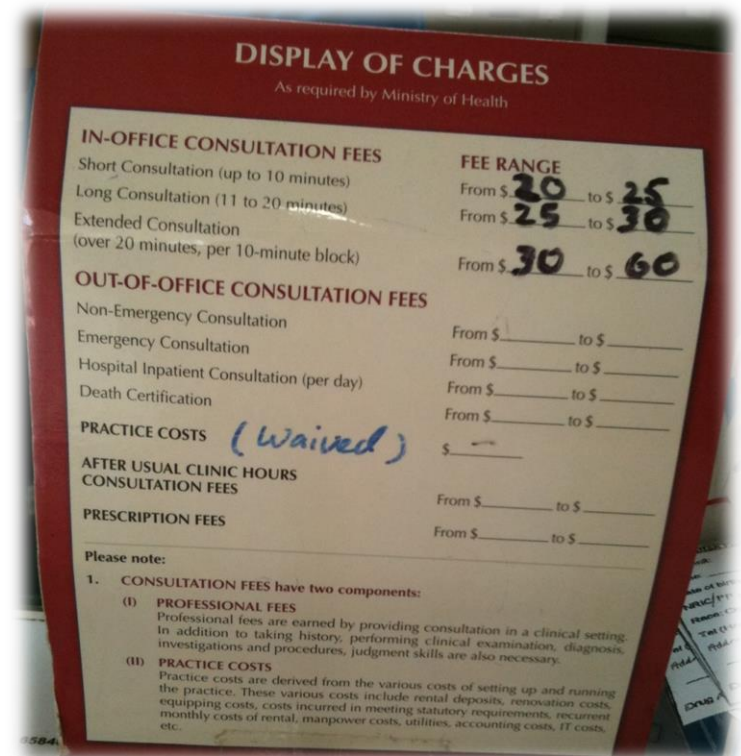 DISPLAY OF CHARGES
As required by Ministry of Health
IN-OFFICE CONSULTATION FEES FEE RANGE
Short Consultation (up to 10 minutes) From $ 20 to $ 25
Long Consultation (11 to 20 minutes) From $ 25 to $ 30
Extended Consultation
(over 20 minutes, per 10-minute block) From $ 30 to $ 60
OUT-OF-OFFICE CONSULTATION FEES
Non-Emergency Consultation From $ to $
Emergency Consultation From $ to $
Hospital Inpatient Consultation (per day) From $ to $
Death Certification From $ to $
PRACTICE COSTS (Waived) $ -
AFTER USUAL CLINIC HOURS
CONSULTATION FEES From $ to $
PRESCRIPTION FEES From $ to $
Please note:
1. CONSULTATION FEES have two components:
(I) PROFESSIONAL FEES
Professional fees are earned by providing consultation in a clinical setting.
In addition to taking history, performing clinical examination, diagnosis,
investigations and procedures, judgment skills are also necessary.
(II) PRACTICE COSTS
Practice costs are derived from the various costs of setting up and running
the practice. These various costs include rental deposits, renovation costs,
equipping costs, costs incurred in meeting statutory requirements, recurrent
monthly costs of rental, manpower costs, utilities, accounting costs, IT costs,
etc.